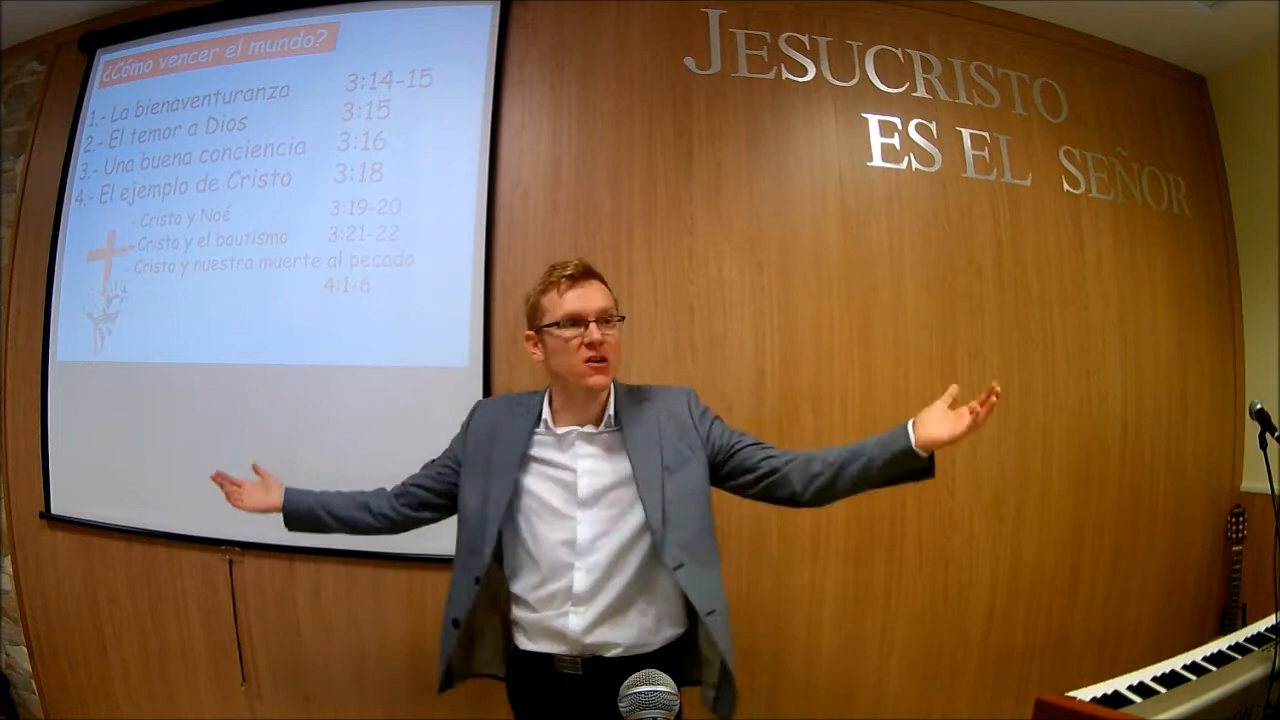 ¿Cómo vencer el mundo?
1.- La bienaventuranza 3:14-15
2.- El temor a Dios 3:15
3.- Una buena conciencia 3:16
4.- El ejemplo de Cristo 3:18
- Cristo y Noé 3:19-20
- Cristo y el bautismo 3:21-22
- Cristo y nuestra muerte al pecado
4:1-6
JESUCRISTO
ES EL SEÑOR